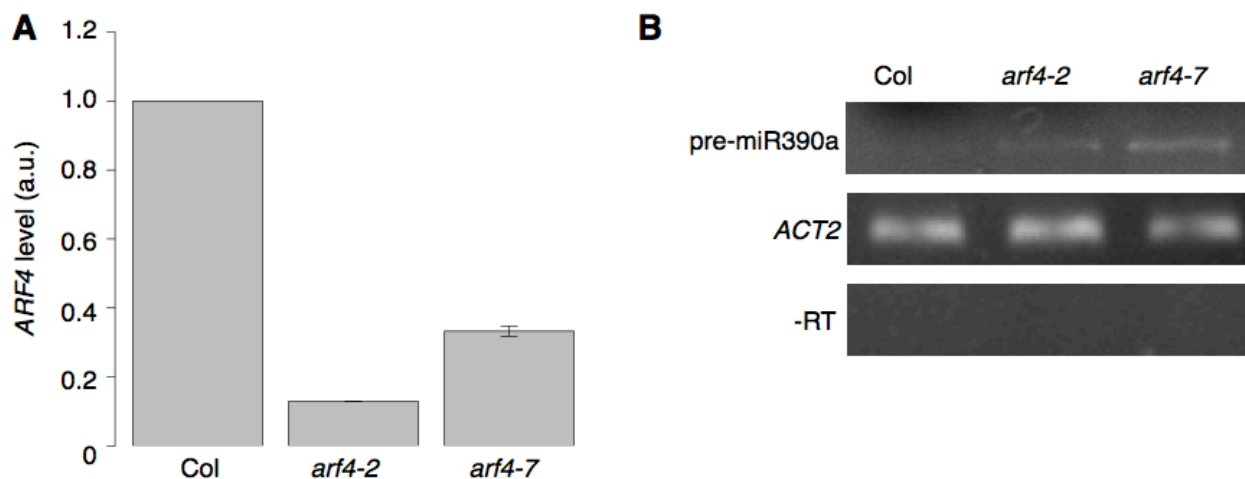 A
ARF4 level (a.u.)
1.2
1.0
0.8
0.6
0.4
0.2
0
Col arf4-2 arf4-7
B
Col arf4-2 arf4-7
pre-miR390a
ACT2
-RT